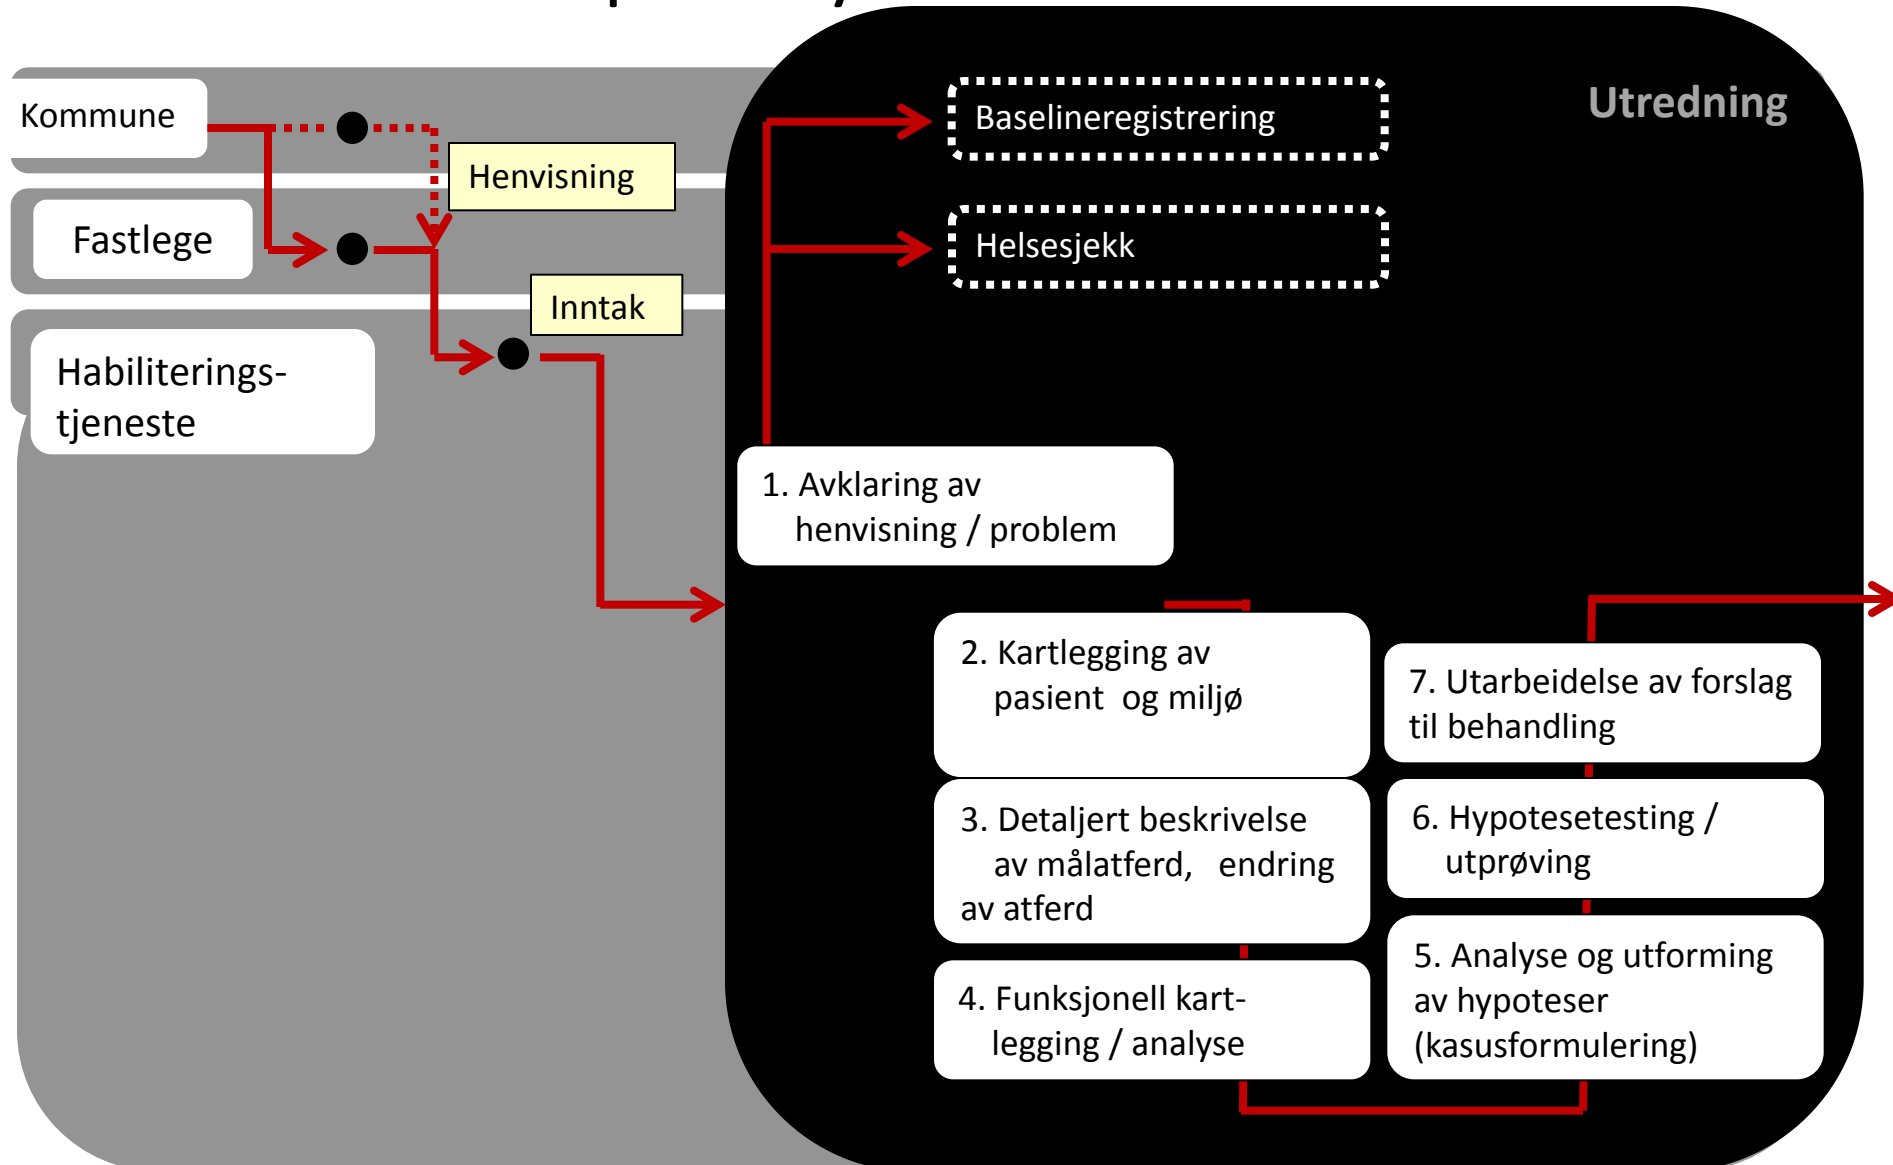 Kommune
Henvisning
Fastlege
Inntak
Habiliterings-
tjeneste
Utredning
Baselineregistrering
Helsesjekk
1. Avklaring av
henvisning / problem
2. Kartlegging av
pasient og miljø
3. Detaljert beskrivelse
av målatferd, endring
av atferd
4. Funksjonell kart-
legging / analyse
7. Utarbeidelse av forslag
til behandling
6. Hypotesetesting /
utprøving
5. Analyse og utforming
av hypoteser
(kasusformulering)